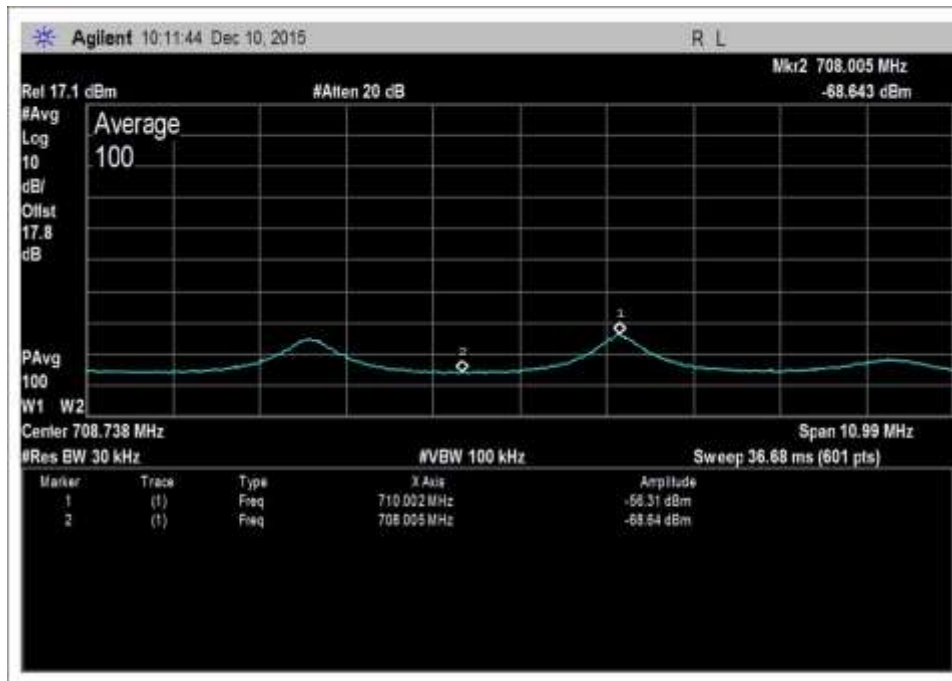 Agilent 10:11:44 Dec 10, 2015 R L
Mkr2 708.005 MHz
Ref 17.1 dBm #Atten 20 dB -68.643 dBm
#Avg
Log
10
dB/
Offst
17.8
dB
Average
100
1
2
PAvg
100
W1 W2
Center 708.738 MHz Span 10.99 MHz
#Res BW 30 kHz #VBW 100 kHz Sweep 36.68 ms (601 pts)
Marker Trace Type X Axis Amplitude
1 (1) Freq 710.002 MHz -56.31 dBm
2 (1) Freq 708.005 MHz -68.64 dBm